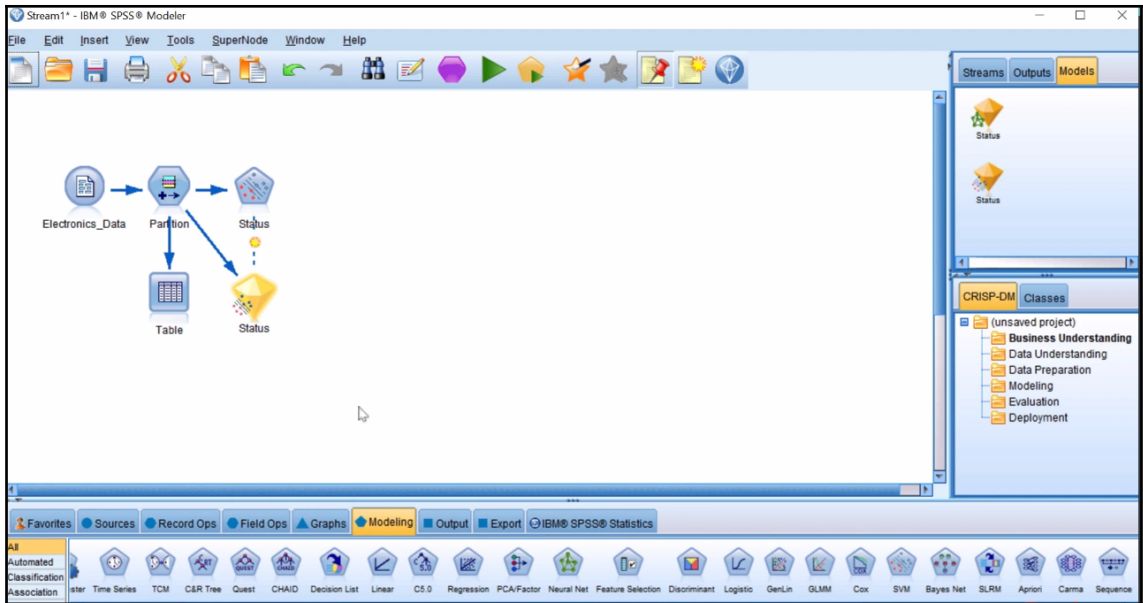 Stream1* - IBM® SPSS® Modeler
File Edit Insert View Tools SuperNode Window Help
Streams Outputs Models
Status
Status
Electronics_Data Partition Status
Table Status
CRISP-DM Classes
(unsaved project)
Business Understanding
Data Understanding
Data Preparation
Modeling
Evaluation
Deployment
Favorites Sources Record Ops Field Ops Graphs Modeling Output Export IBM® SPSS® Statistics
All
Automated
Classification
Association
ster Time Series TCM C&R Tree Quest CHAID Decision List Linear C5.0 Regression PCA/Factor Neural Net Feature Selection Discriminant Logistic GenLin GLMM Cox SVM Bayes Net SLRM Apriori Carma Sequence